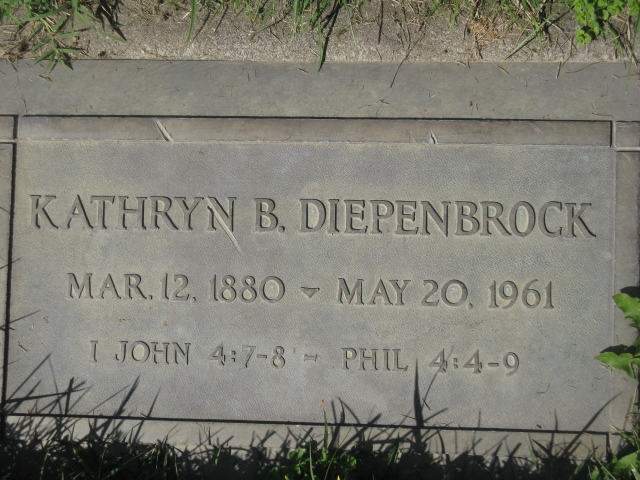 KATHRYN B. DIEPENBROCK
MAR. 12, 1880 - MAY 20, 1961
I JOHN 4:7-8 - PHIL 4:4-9